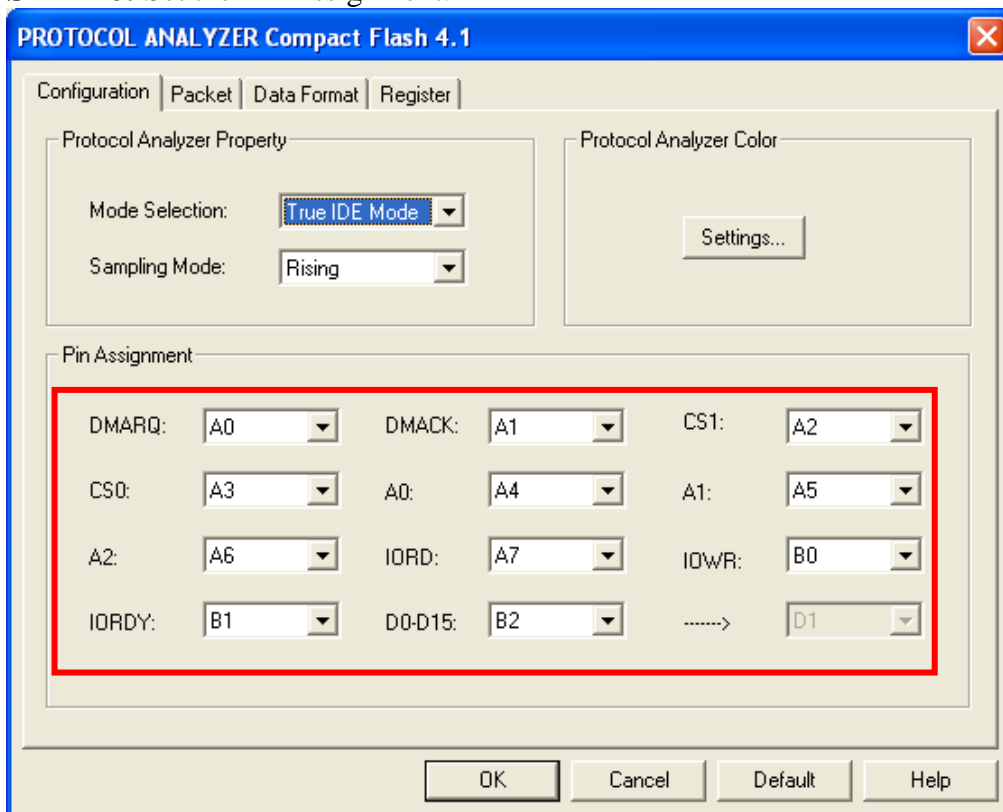 PROTOCOL ANALYZER Compact Flash 4.1
Configuration Packet Data Format Register
Protocol Analyzer Property
Protocol Analyzer Color
Mode Selection: True IDE Mode
Settings...
Sampling Mode: Rising
Pin Assignment
DMARQ: A0 DMACK: A1 CS1: A2
CS0: A3 A0: A4 A1: A5
A2: A6 IORD: A7 IOWR: B0
IORDY: B1 D0-D15: B2 -------> D1
OK Cancel Default Help